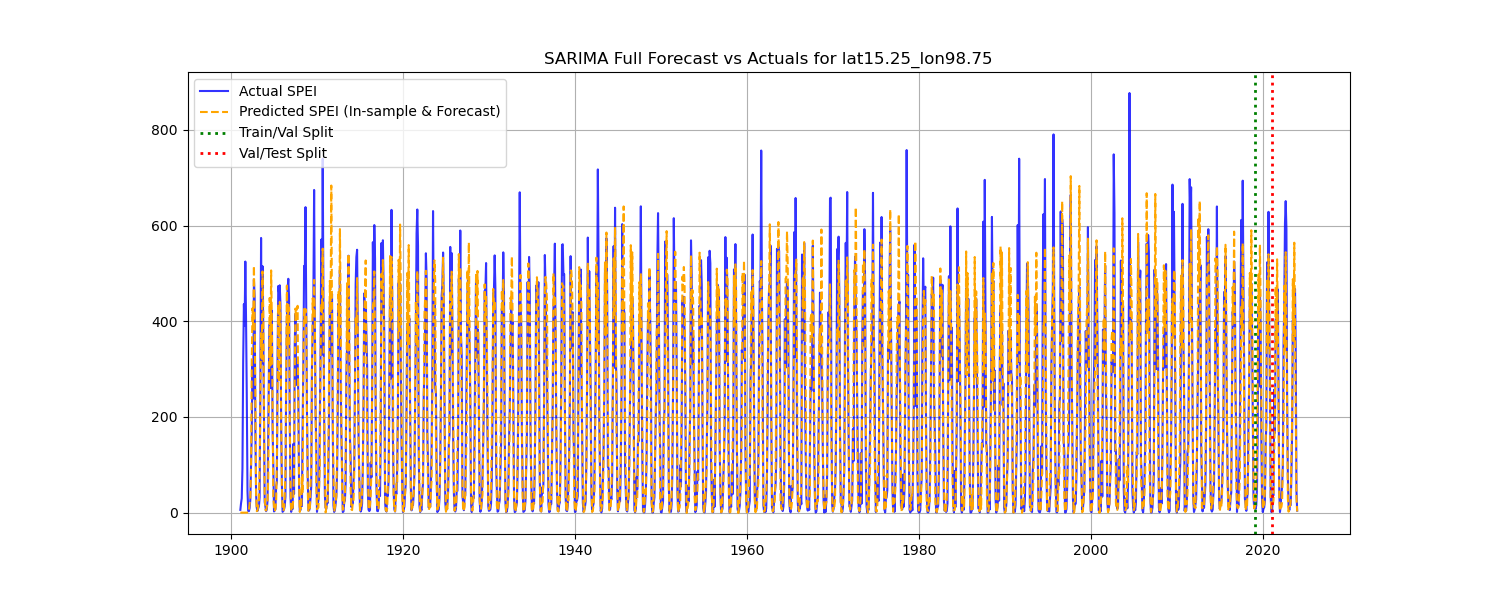 SARIMA Full Forecast vs Actuals for lat15.25_lon98.75
Actual SPEI
Predicted SPEI (In-sample & Forecast)
Train/Val Split
Val/Test Split
800
600
400
200
0
1900 1920 1940 1960 1980 2000 2020